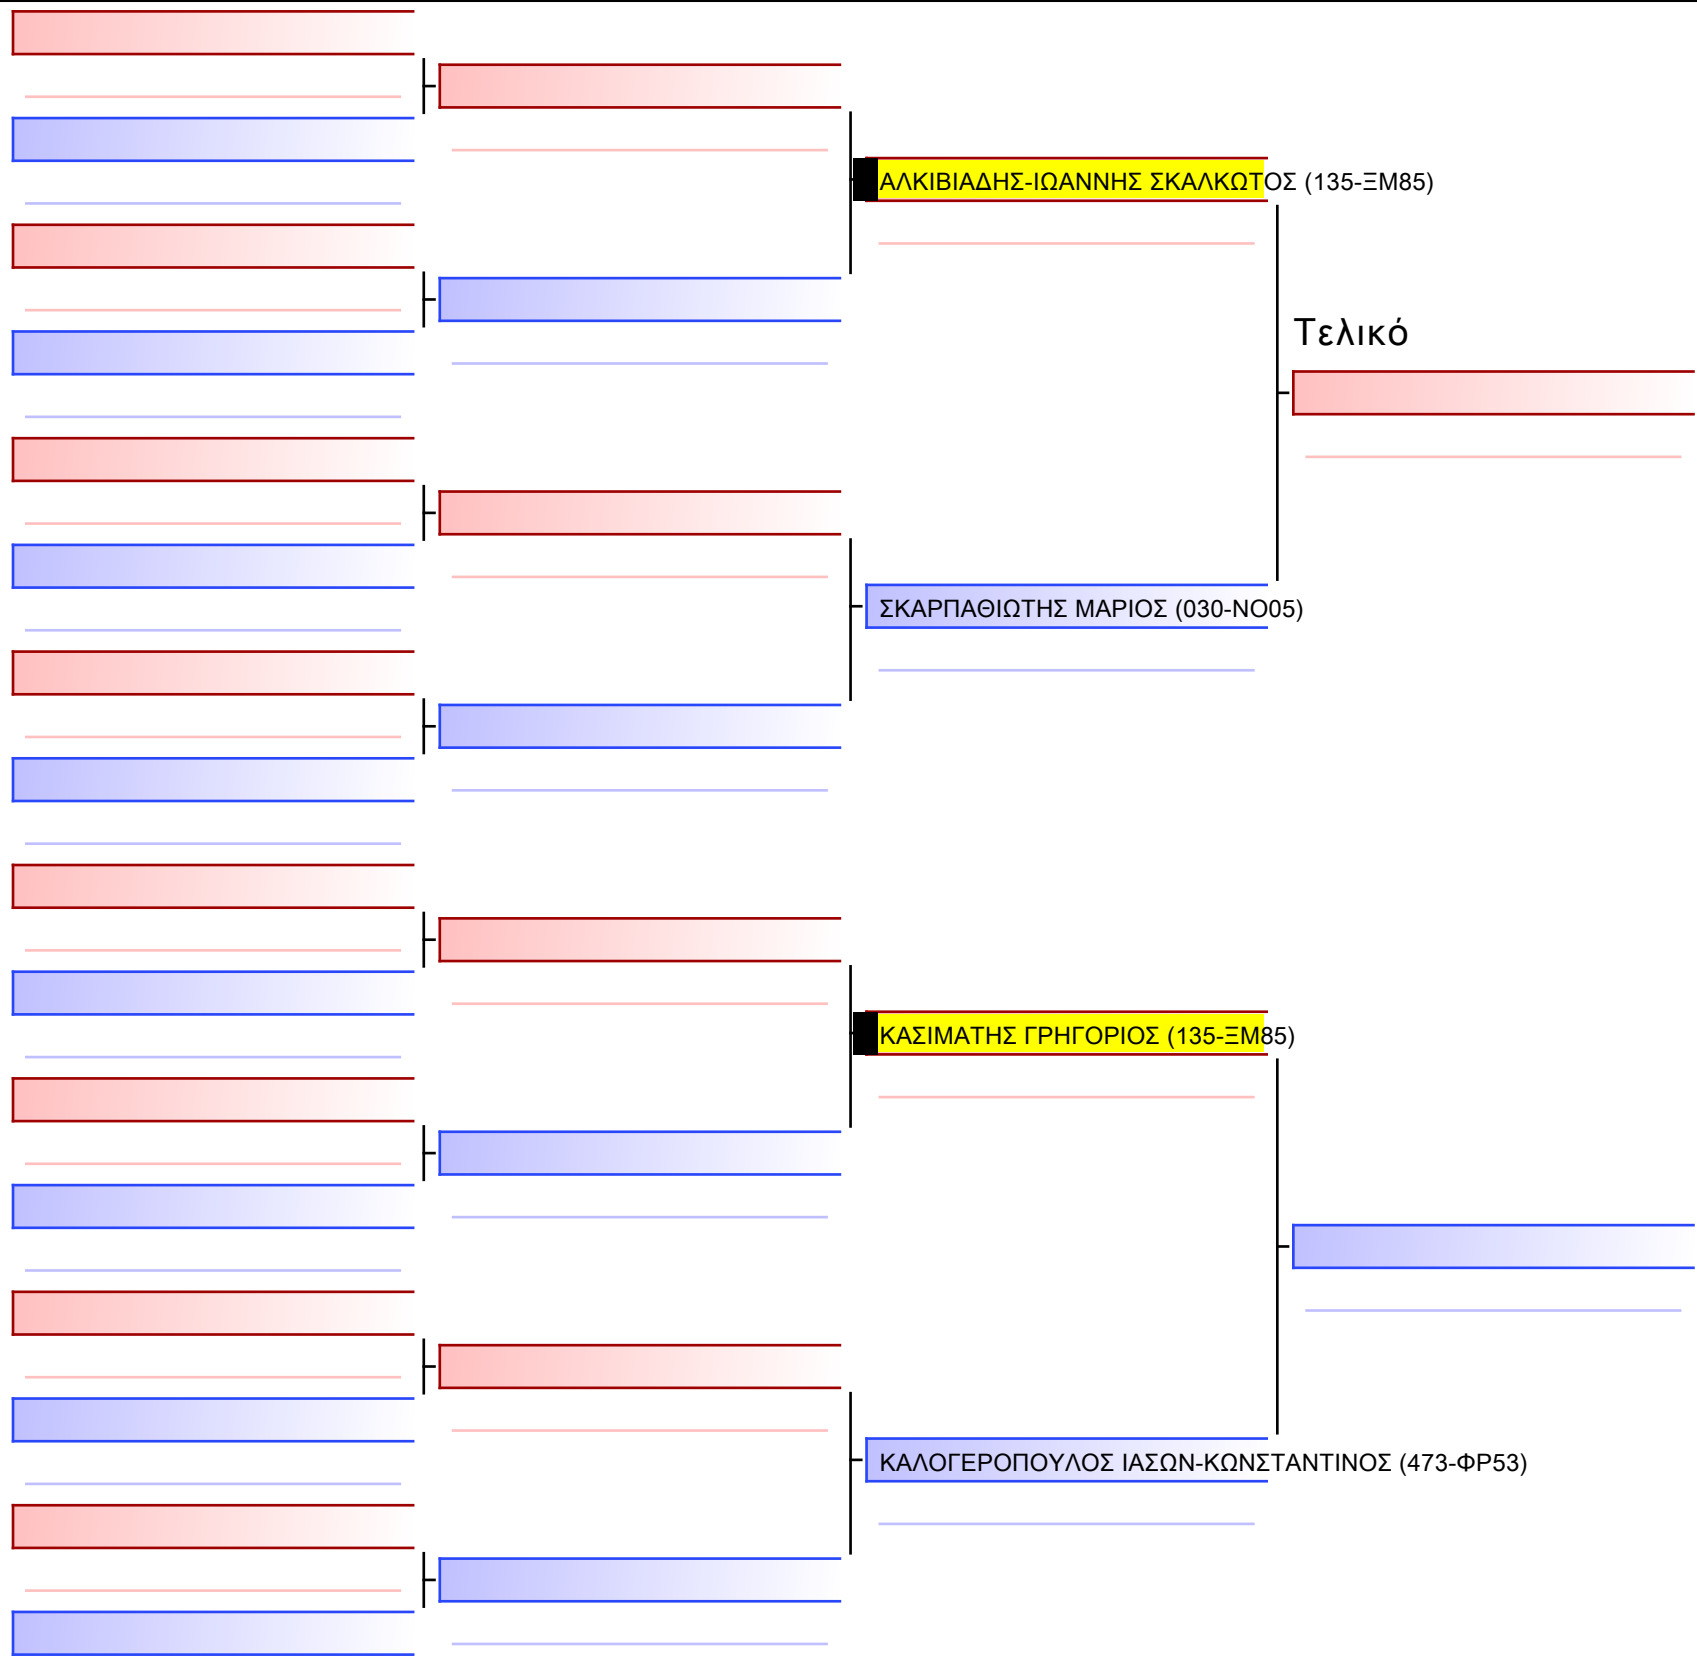 ΑΛΚΙΒΙΑΔΗΣ-ΙΩΑΝΝΗΣ ΣΚΑΛΚΩΤΟΣ (135-ΞΜ85)
Τελικό
ΣΚΑΡΠΑΘΙΩΤΗΣ ΜΑΡΙΟΣ (030-ΝΟ05)
ΚΑΣΙΜΑΤΗΣ ΓΡΗΓΟΡΙΟΣ (135-ΞΜ85)
ΚΑΛΟΓΕΡΟΠΟΥΛΟΣ ΙΑΣΩΝ-ΚΩΝΣΤΑΝΤΙΝΟΣ (473-ΦΡ53)